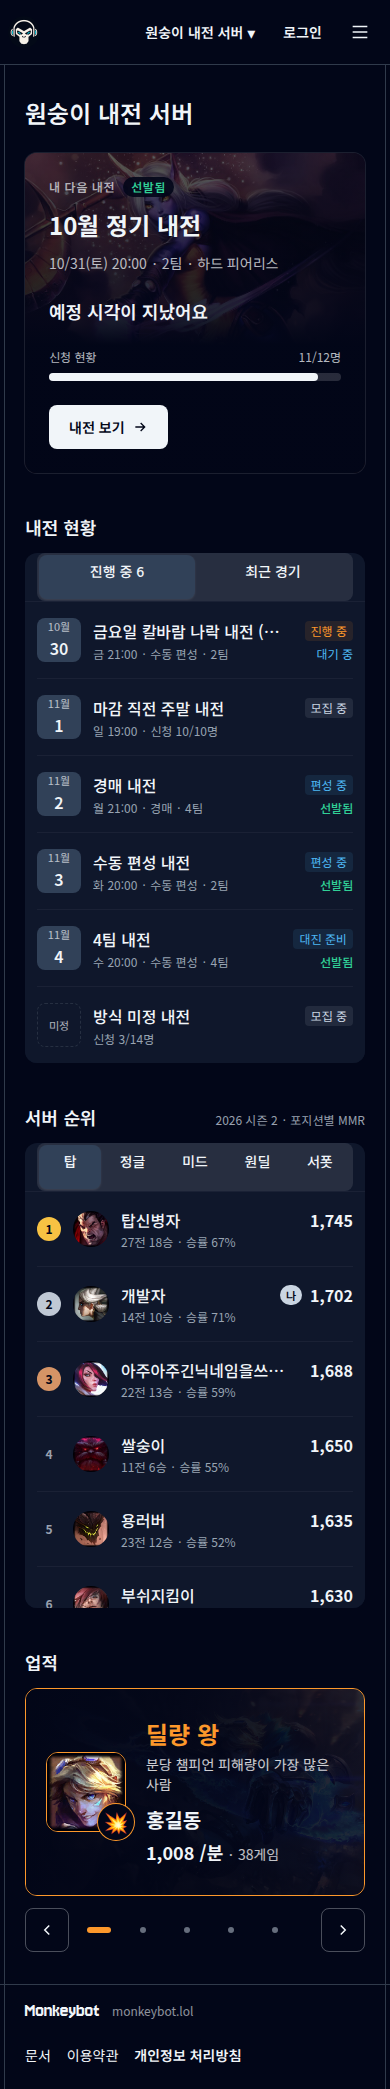 원숭이 내전 서버 ▾
로그인
원숭이 내전 서버
내 다음 내전 선발됨
10월 정기 내전
10/31(토) 20:00 · 2팀 · 하드 피어리스
예정 시각이 지났어요
신청 현황 11/12명
내전 보기 →
내전 현황
진행 중 6 최근 경기
10월 30
금요일 칼바람 나락 내전 (⋯ 진행 중
금 21:00 · 수동 편성 · 2팀 대기 중
11월 1
마감 직전 주말 내전 모집 중
일 19:00 · 신청 10/10명
11월 2
경매 내전 편성 중
월 21:00 · 경매 · 4팀 선발됨
11월 3
수동 편성 내전 편성 중
화 20:00 · 수동 편성 · 2팀 선발됨
11월 4
4팀 내전 대진 준비
수 20:00 · 수동 편성 · 4팀 선발됨
미정
방식 미정 내전 모집 중
신청 3/14명
서버 순위 2026 시즌 2 · 포지션별 MMR
탑 정글 미드 원딜 서폿
1 탑신병자 1,745
27전 18승 · 승률 67%
2 개발자 나 1,702
14전 10승 · 승률 71%
3 아주아주긴닉네임을쓰⋯ 1,688
22전 13승 · 승률 59%
4 쌀숭이 1,650
11전 6승 · 승률 55%
5 용러버 1,635
23전 12승 · 승률 52%
6 부쉬지킴이 1,630
업적
딜량 왕
분당 챔피언 피해량이 가장 많은
사람
홍길동
1,008 /분 · 38게임
Monkeybot monkeybot.lol
문서 이용약관 개인정보 처리방침